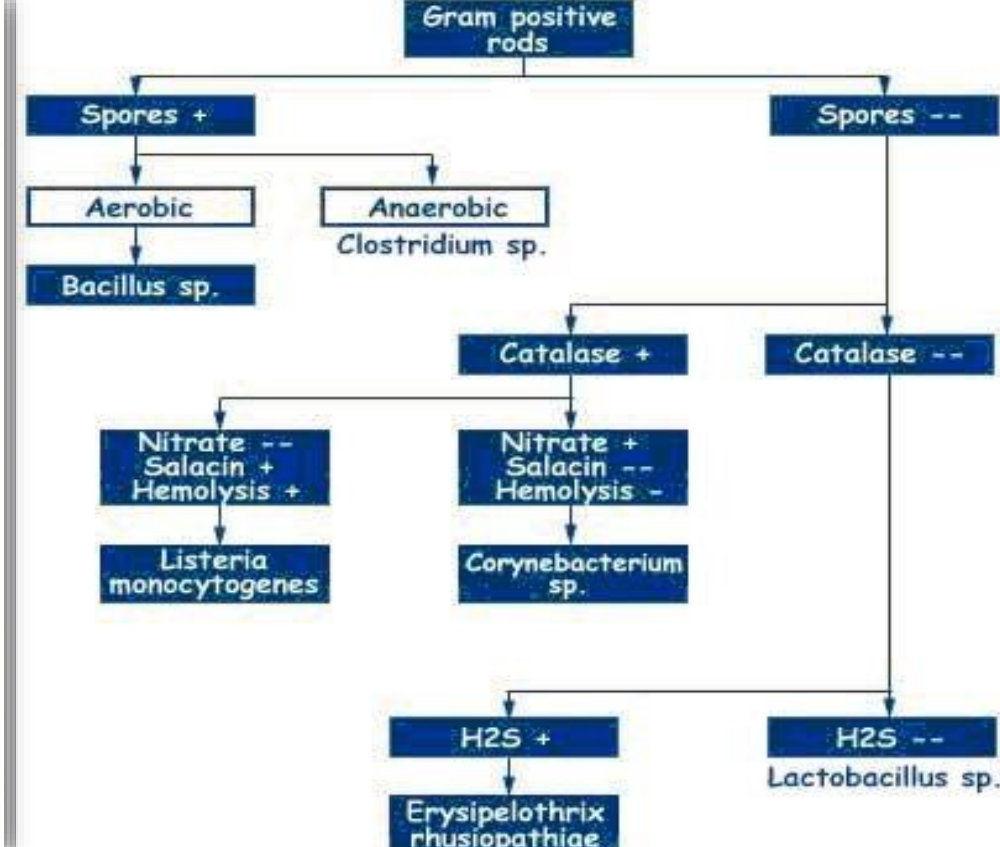 Gram positive
rods
Spores +
Spores --
Aerobic
Anaerobic
Clostridium sp.
Bacillus sp.
Catalase +
Catalase --
Nitrate --
Salacin +
Hemolysis +
Nitrate +
Salacin --
Hemolysis -
Listeria
monocytogenes
Corynebacterium
sp.
H2S +
H2S --
Lactobacillus sp.
Erysipelothrix
rhusiopathiae